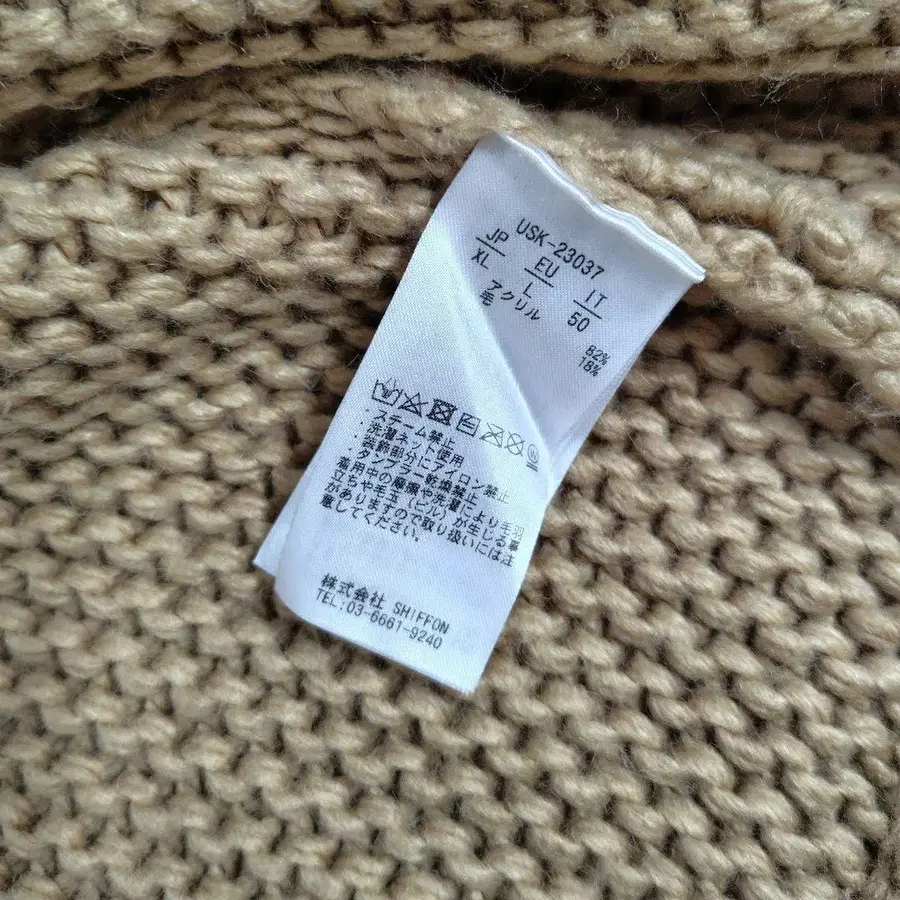 USK-23037
JP EU IT
XL L 50
アクリル 82%
毛 18%
・スチーム禁止
・洗濯ネット使用
・装飾部分にアイロン禁止
・タンブラー乾燥禁止
着用中の摩擦や洗濯により毛羽
立ちや毛玉(ピル)が生じる事
がありますので取り扱いには注
意してください。
株式会社 SHIFFON
TEL:03-6661-9240